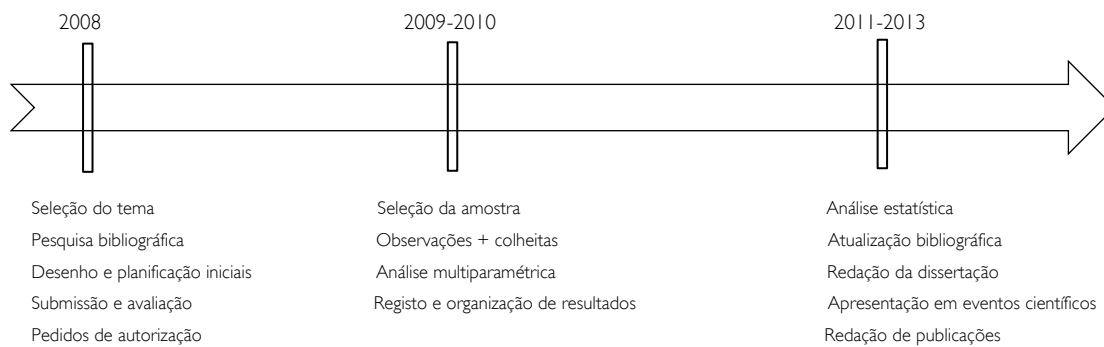 2008
2009-2010
2011-2013
Seleção do tema
Pesquisa bibliográfica
Desenho e planificação iniciais
Submissão e avaliação
Pedidos de autorização
Seleção da amostra
Observações + colheitas
Análise multiparamétrica
Registo e organização de resultados
Análise estatística
Atualização bibliográfica
Redação da dissertação
Apresentação em eventos científicos
Redação de publicações